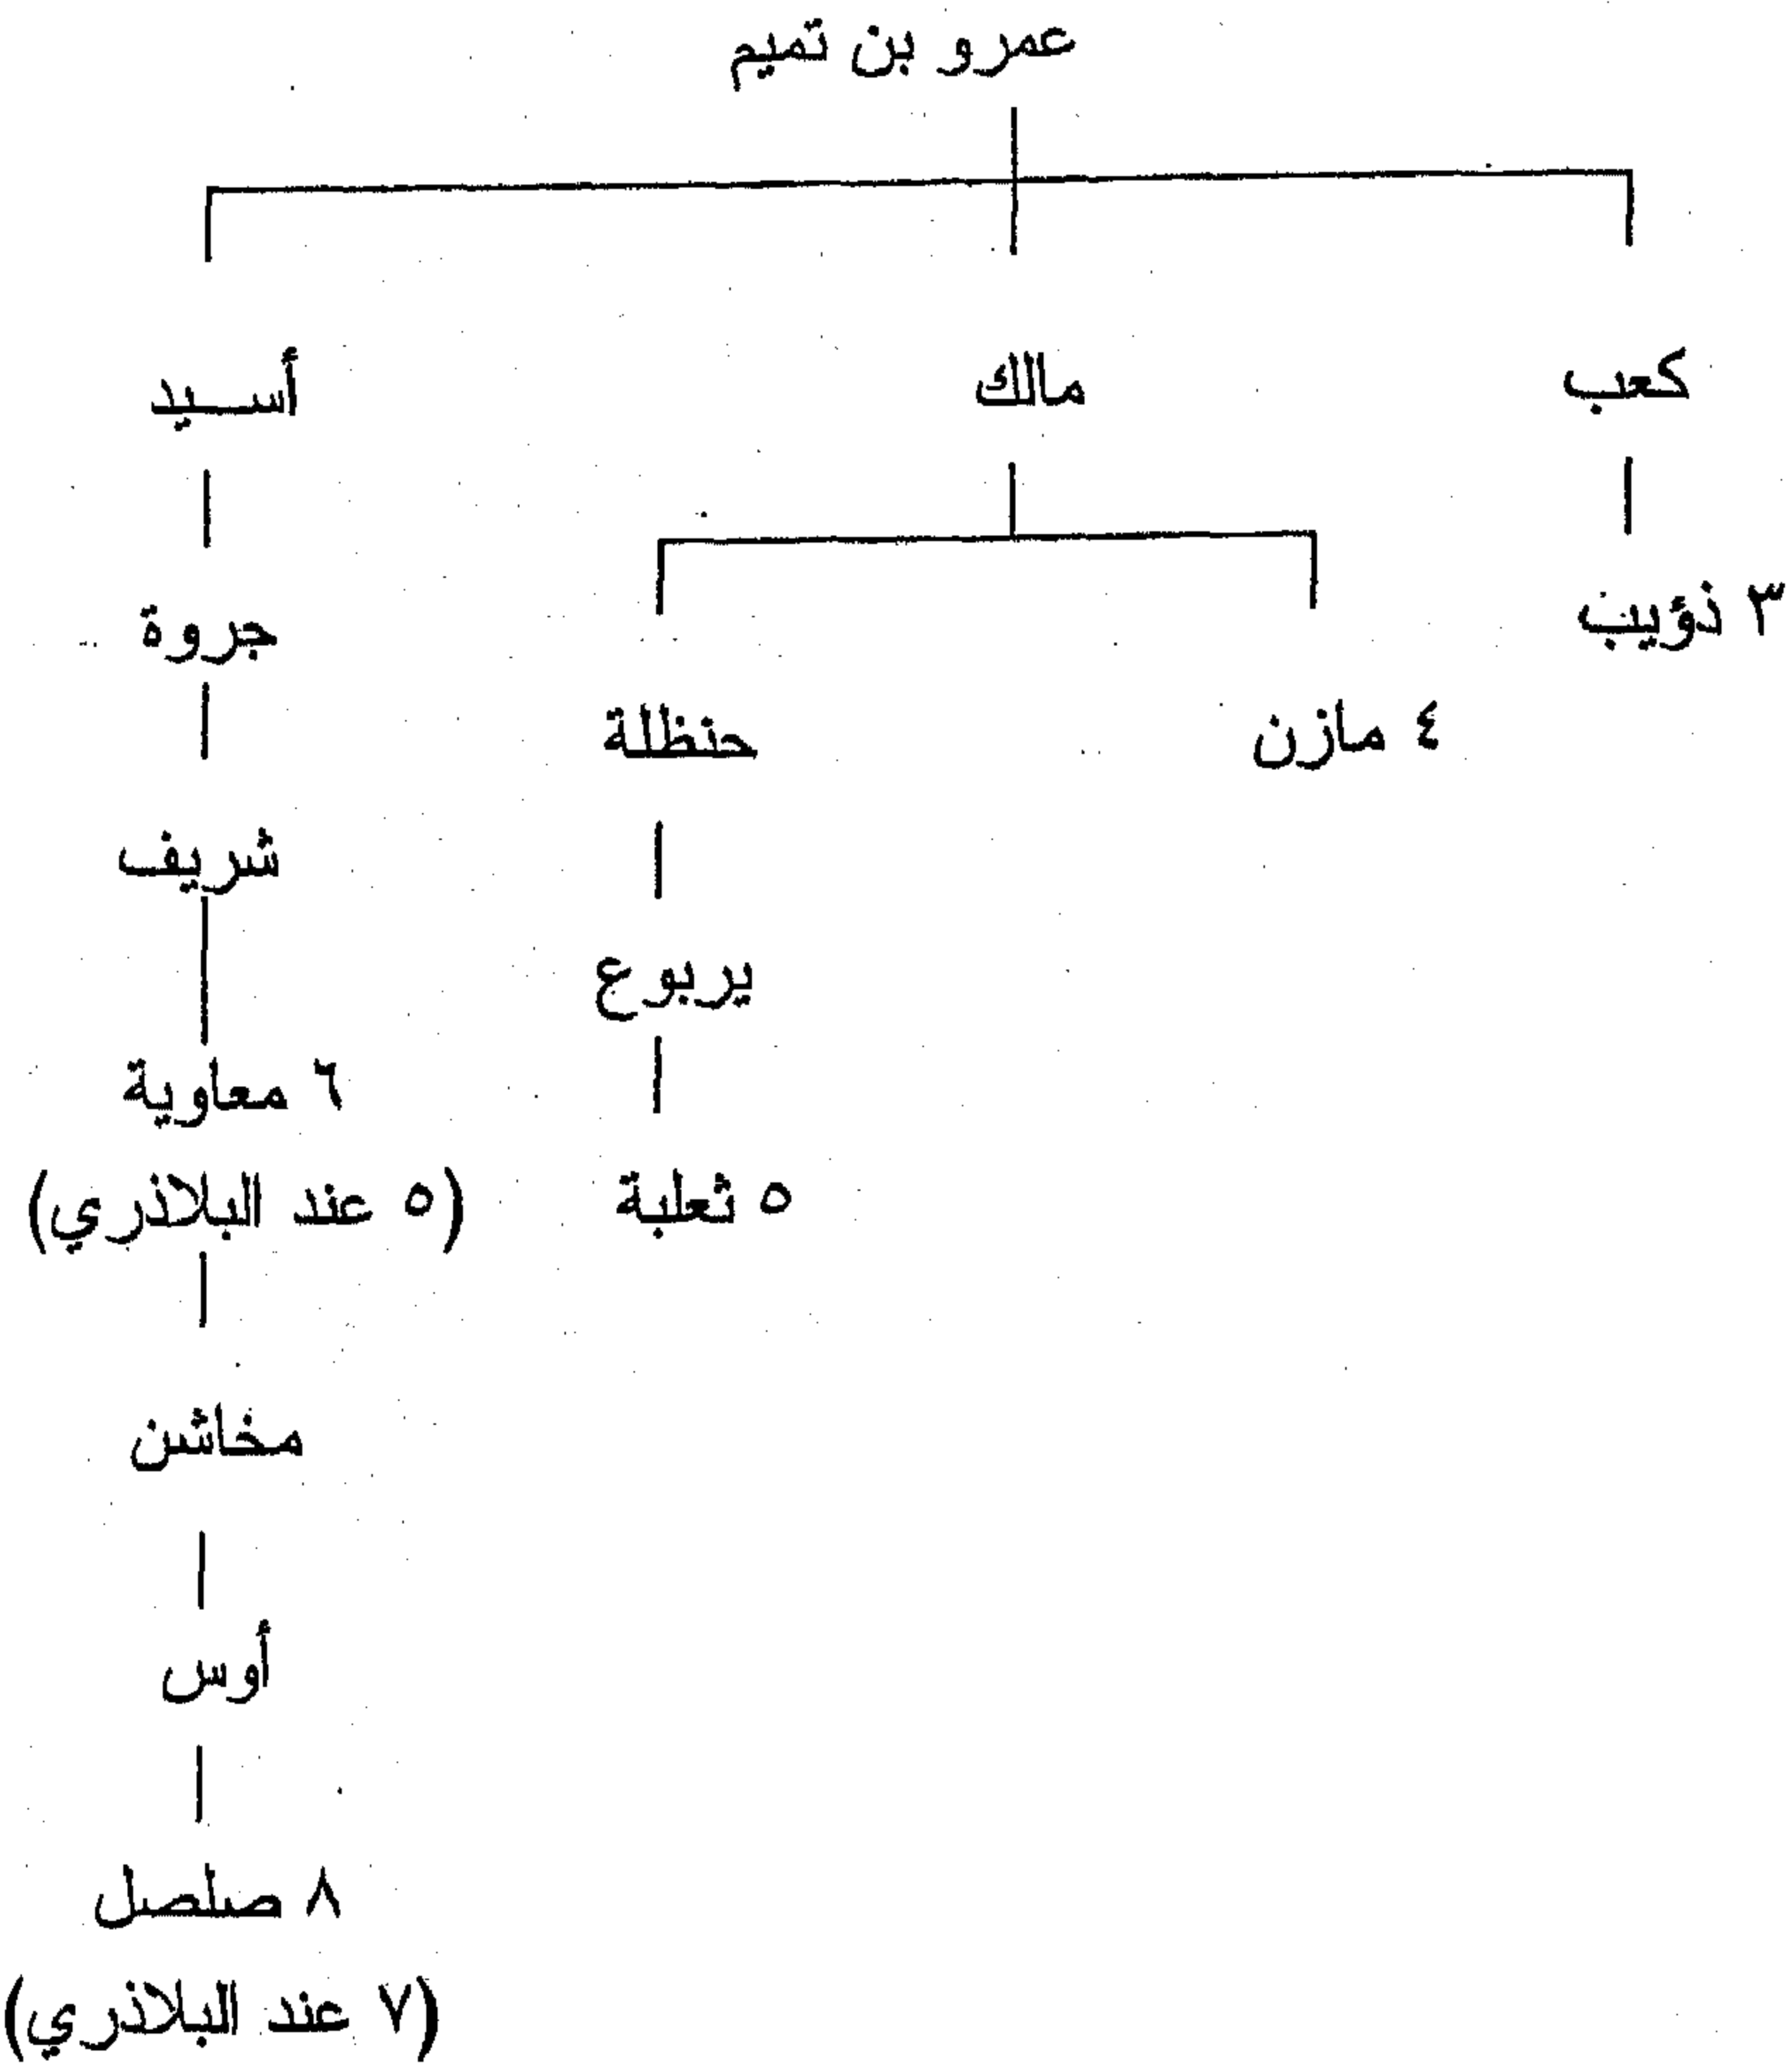 عمرو بن تميم
كعب
مالك
أسيد
٣ ذؤيب
جروة
٤ مازن
حنظلة
شريف
يربوع
٦ معاوية
٥ ثعلبة
(٥ عند البلاذري)
مخاشن
أوس
٨ صلصل
(٧ عند البلاذري)